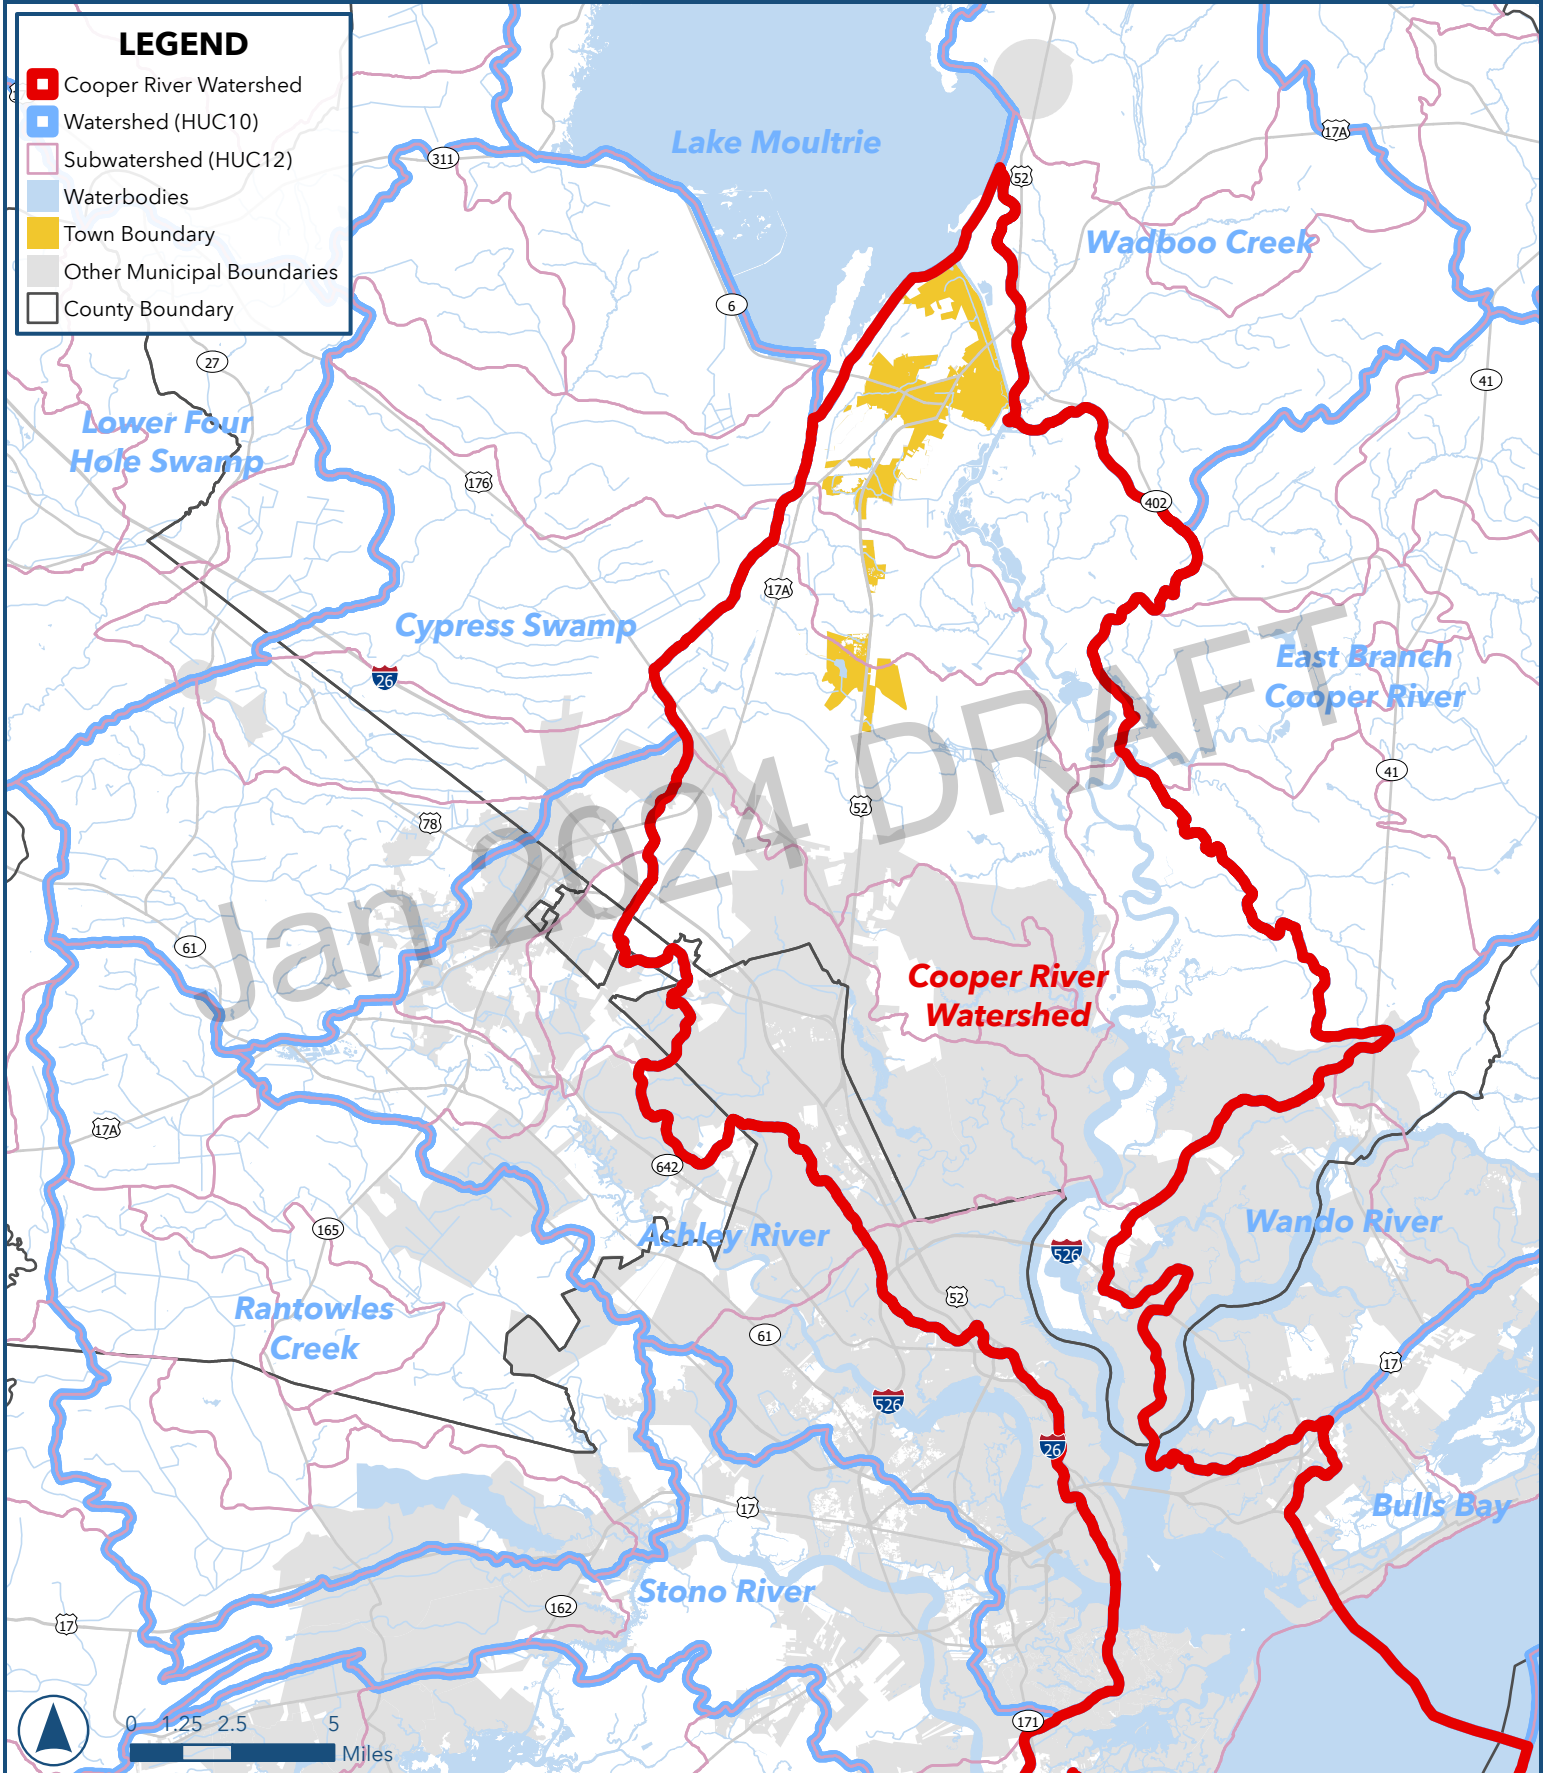 LEGEND
Cooper River Watershed
Watershed (HUC10)
Subwatershed (HUC12)
Waterbodies
Town Boundary
Other Municipal Boundaries
County Boundary
Lake Moultrie
311
52
17A
Wadboo Creek
6
27
41
Lower Four
Hole Swamp
176
402
17A
Cypress Swamp
26
East Branch
Cooper River
41
52
78
Jan 2024 DRAFT
61
Cooper River
Watershed
17A
642
165
Ashley River
Wando River
526
52
Rantowles
Creek
61
17
526
26
17
Bulls Bay
Stono River
162
17
171
0 1.25 2.5 5
Miles